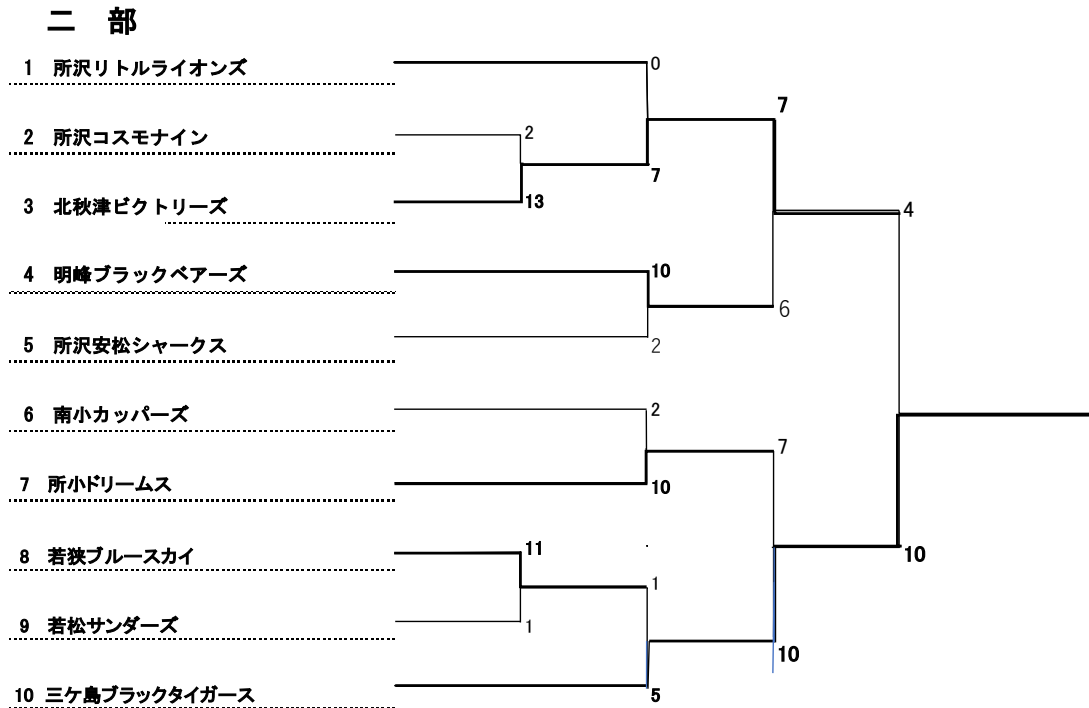 二 部
1 所沢リトルライオンズ
0
7
2 所沢コスモナイン
2
7
3 北秋津ビクトリーズ
13
4
4 明峰ブラックベアーズ
10
6
5 所沢安松シャークス
2
6 南小カッパーズ
2
7
7 所小ドリームス
10
8 若狭ブルースカイ
11
10
1
9 若松サンダーズ
1
10
10 三ケ島ブラックタイガース
5